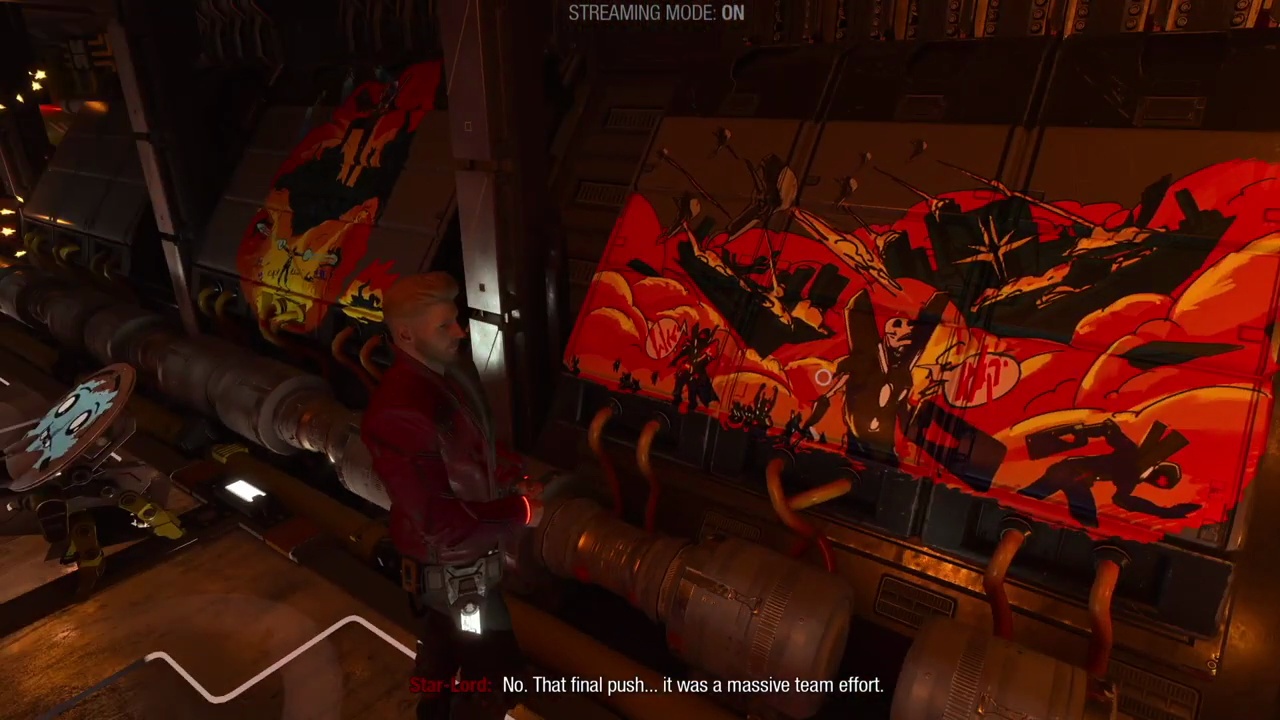 STREAMING MODE: ON
Star-Lord: No. That final push... it was a massive team effort.